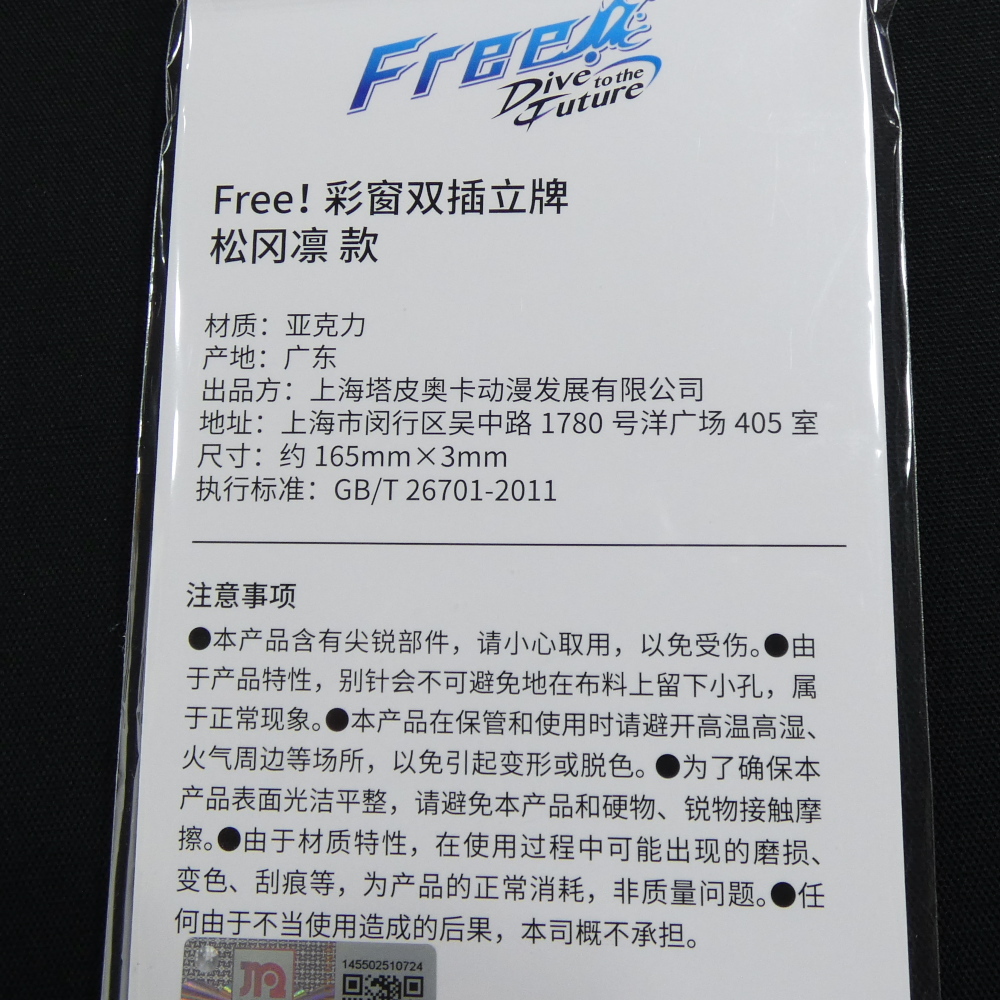 Free!
Dive to the
Future
Free! 彩窗双插立牌
松冈凛 款
材质：亚克力
产地：广东
出品方：上海塔皮奥卡动漫发展有限公司
地址：上海市闵行区吴中路 1780 号洋广场 405 室
尺寸：约 165mm×3mm
执行标准：GB/T 26701-2011
注意事项
●本产品含有尖锐部件，请小心取用，以免受伤。●由
于产品特性，别针会不可避免地在布料上留下小孔，属
于正常现象。●本产品在保管和使用时请避开高温高湿、
火气周边等场所，以免引起变形或脱色。●为了确保本
产品表面光洁平整，请避免本产品和硬物、锐物接触摩
擦。●由于材质特性，在使用过程中可能出现的磨损、
变色、刮痕等，为产品的正常消耗，非质量问题。●任
何由于不当使用造成的后果，本司概不承担。
145502510724